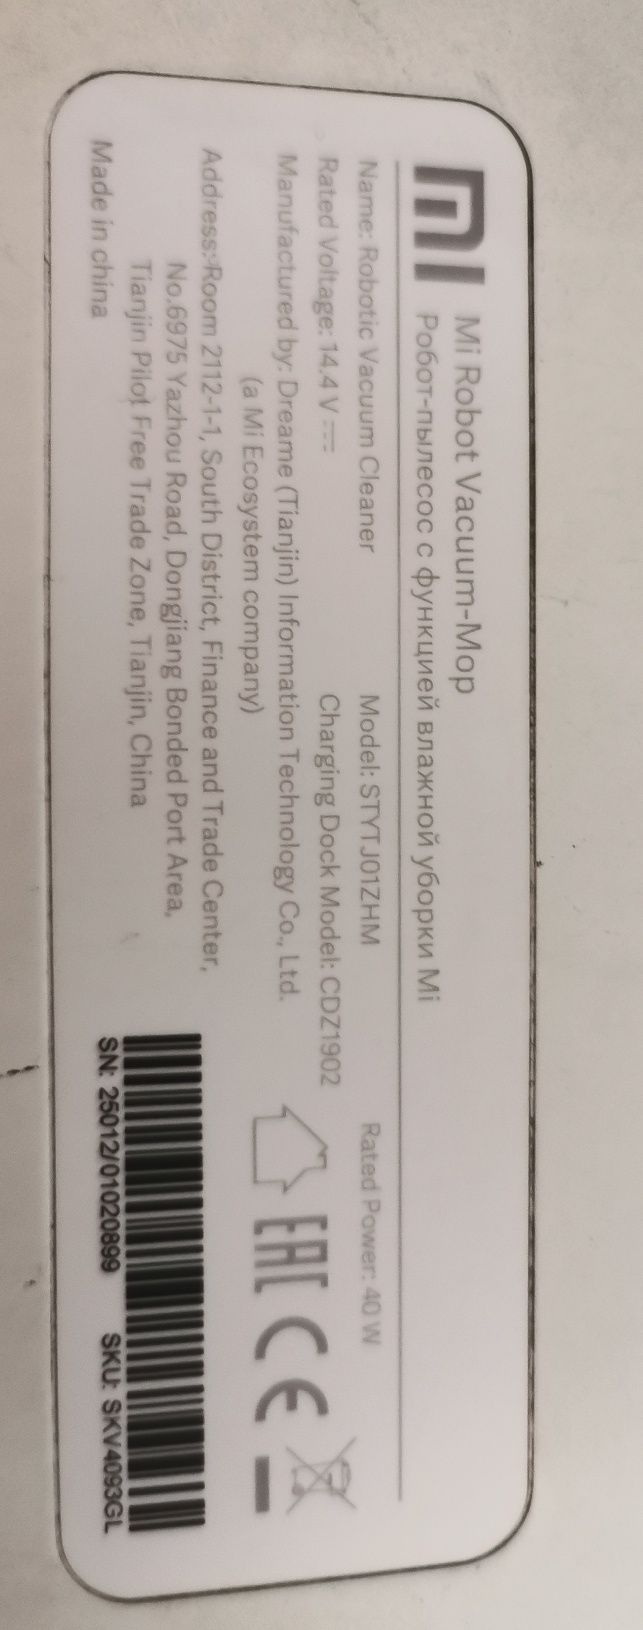 MI Mi Robot Vacuum-Mop
Робот-пылесос с функцией влажной уборки Mi
Name: Robotic Vacuum Cleaner Model: STYTJ01ZHM Rated Power: 40 W
Rated Voltage: 14.4 V ⎓ Charging Dock Model: CDZ1902
Manufactured by: Dreame (Tianjin) Information Technology Co., Ltd.
(a Mi Ecosystem company)
EAC CE
Address: Room 2112-1-1, South District, Finance and Trade Center,
No.6975 Yazhou Road, Dongjiang Bonded Port Area,
Tianjin Pilot Free Trade Zone, Tianjin, China
Made in china
SN: 25012/01020899 SKU: SKV4093GL